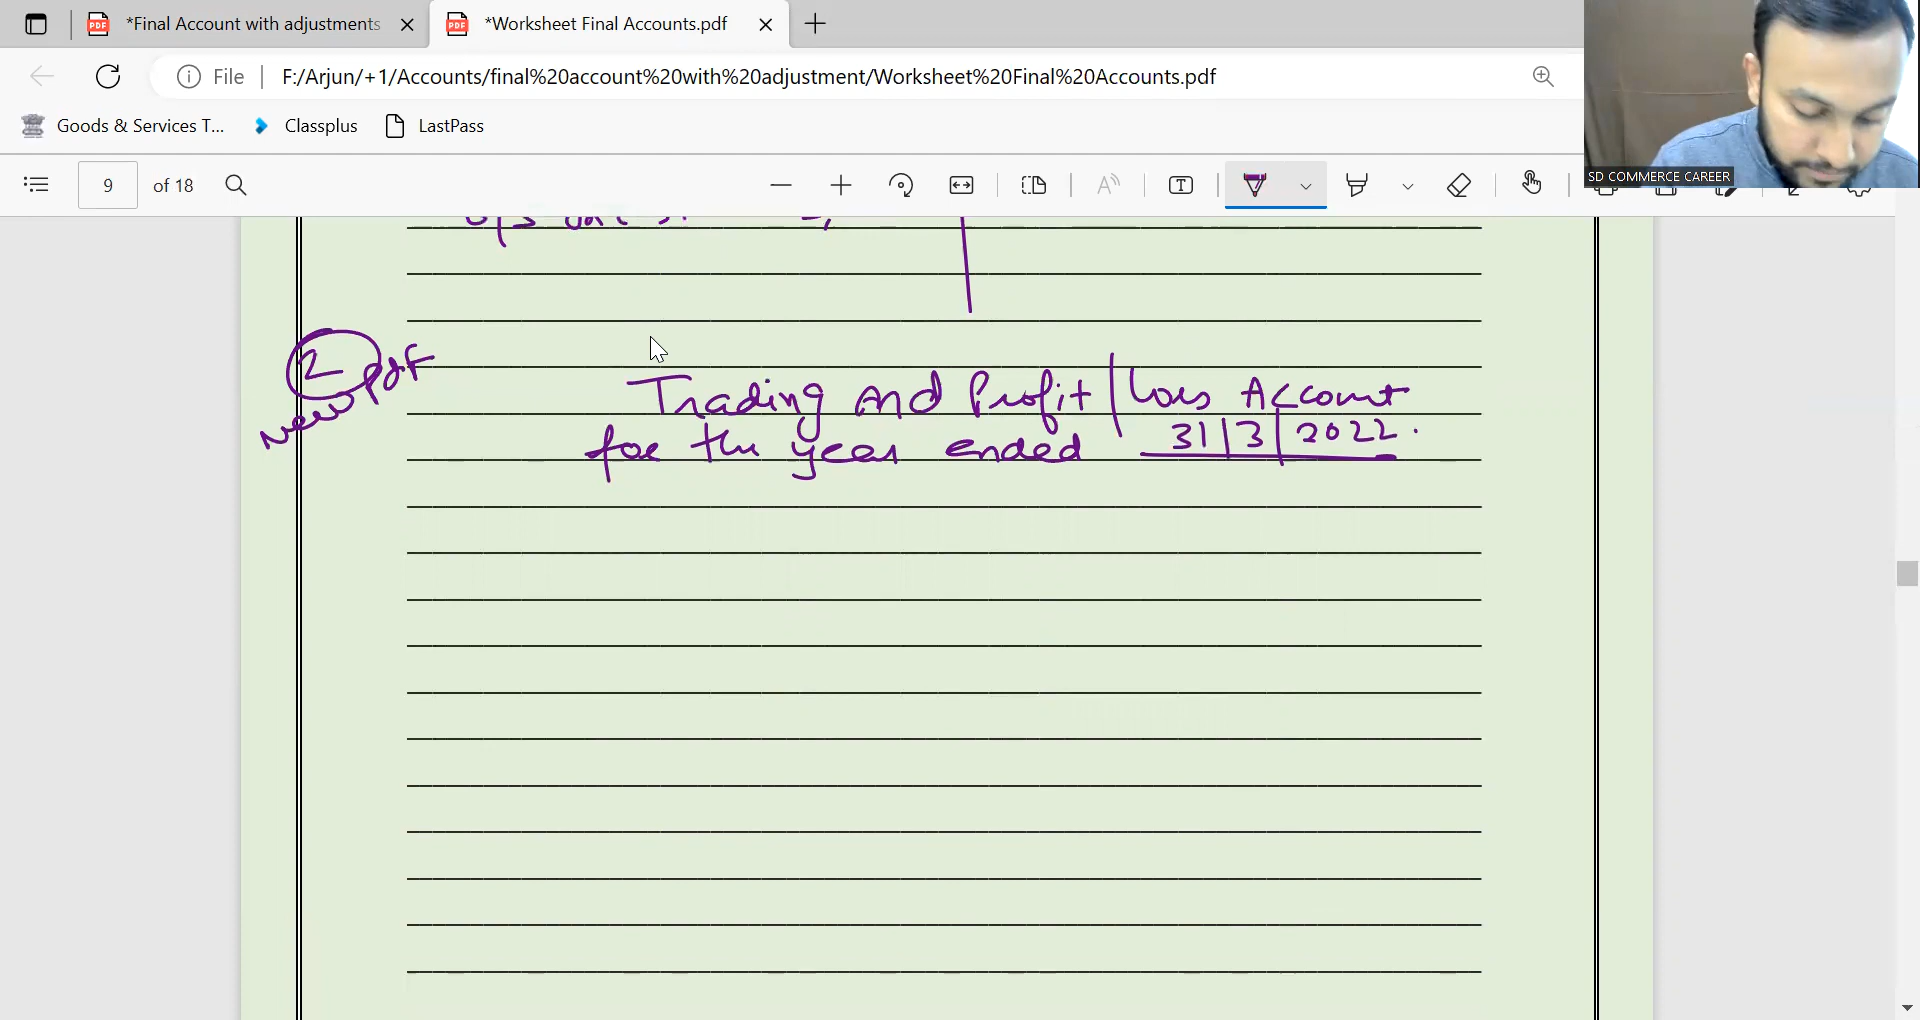 *Final Account with adjustments
*Worksheet Final Accounts.pdf
File F:/Arjun/+1/Accounts/final%20account%20with%20adjustment/Worksheet%20Final%20Accounts.pdf
Goods & Services T... Classplus LastPass
9 of 18
SD COMMERCE CAREER
2 new pdf
Trading and Profit / Loss Account
for the year ended 31/3/2022.